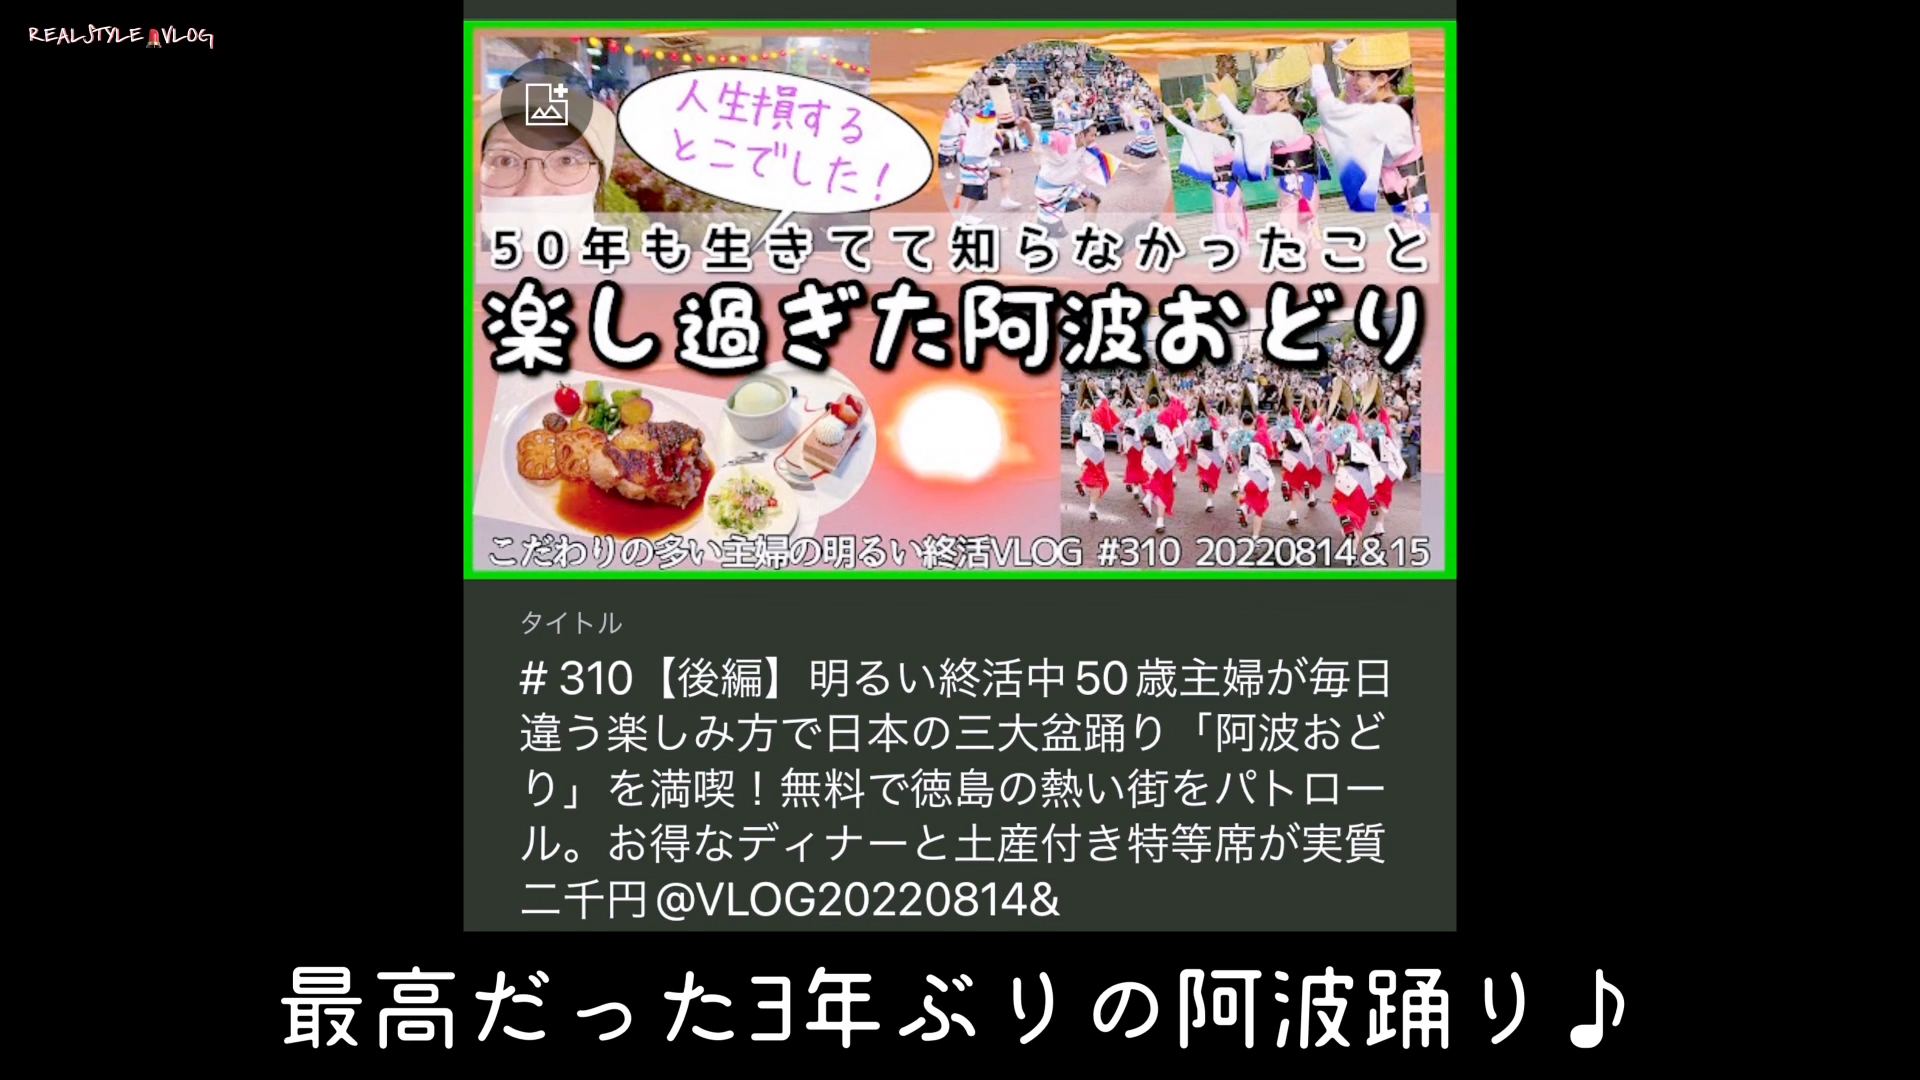 REALSTYLE VLOG
人生損する
とこでした!
50年も生きてて知らなかったこと
楽し過ぎた阿波おどり
こだわりの多い主婦の明るい終活VLOG #310 20220814&15
タイトル
# 310【後編】明るい終活中50歳主婦が毎日
違う楽しみ方で日本の三大盆踊り「阿波おど
り」を満喫！無料で徳島の熱い街をパトロー
ル。お得なディナーと土産付き特等席が実質
二千円@VLOG20220814&
最高だった3年ぶりの阿波踊り♪